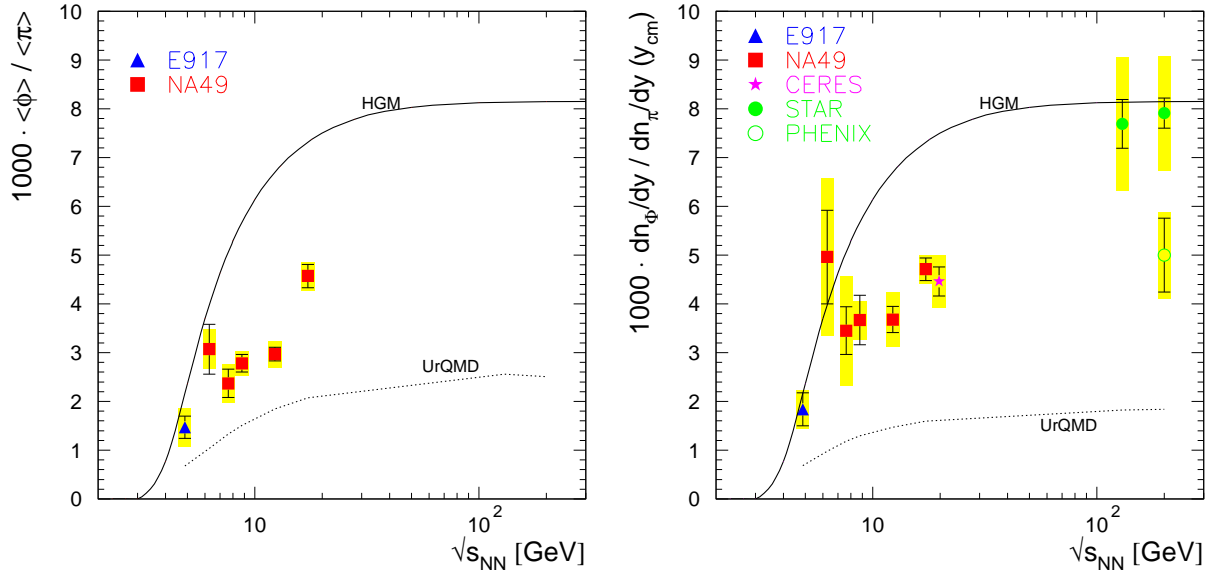 1000 · <ϕ> / <π>
10
9
8
7
6
5
4
3
2
1
0
E917
NA49
HGM
UrQMD
10
10²
√s_NN [GeV]
1000 · dn_Φ/dy / dn_π/dy (y_cm)
10
9
8
7
6
5
4
3
2
1
0
E917
NA49
CERES
STAR
PHENIX
HGM
UrQMD
10
10²
√s_NN [GeV]